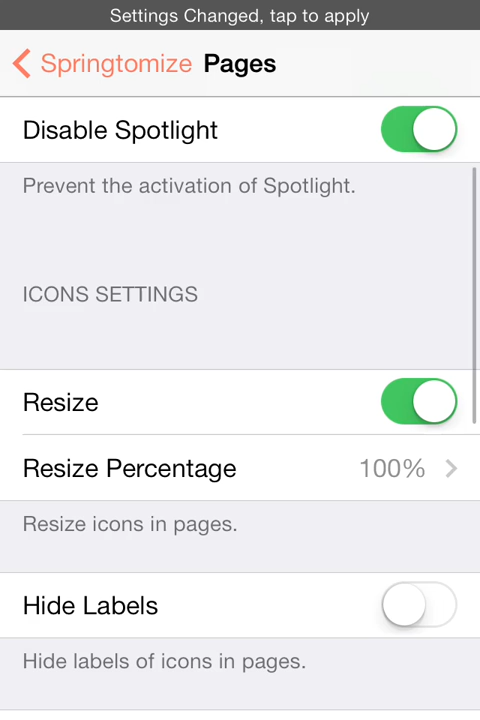 Settings Changed, tap to apply
Springtomize Pages
Disable Spotlight
Prevent the activation of Spotlight.
ICONS SETTINGS
Resize
Resize Percentage 100%
Resize icons in pages.
Hide Labels
Hide labels of icons in pages.